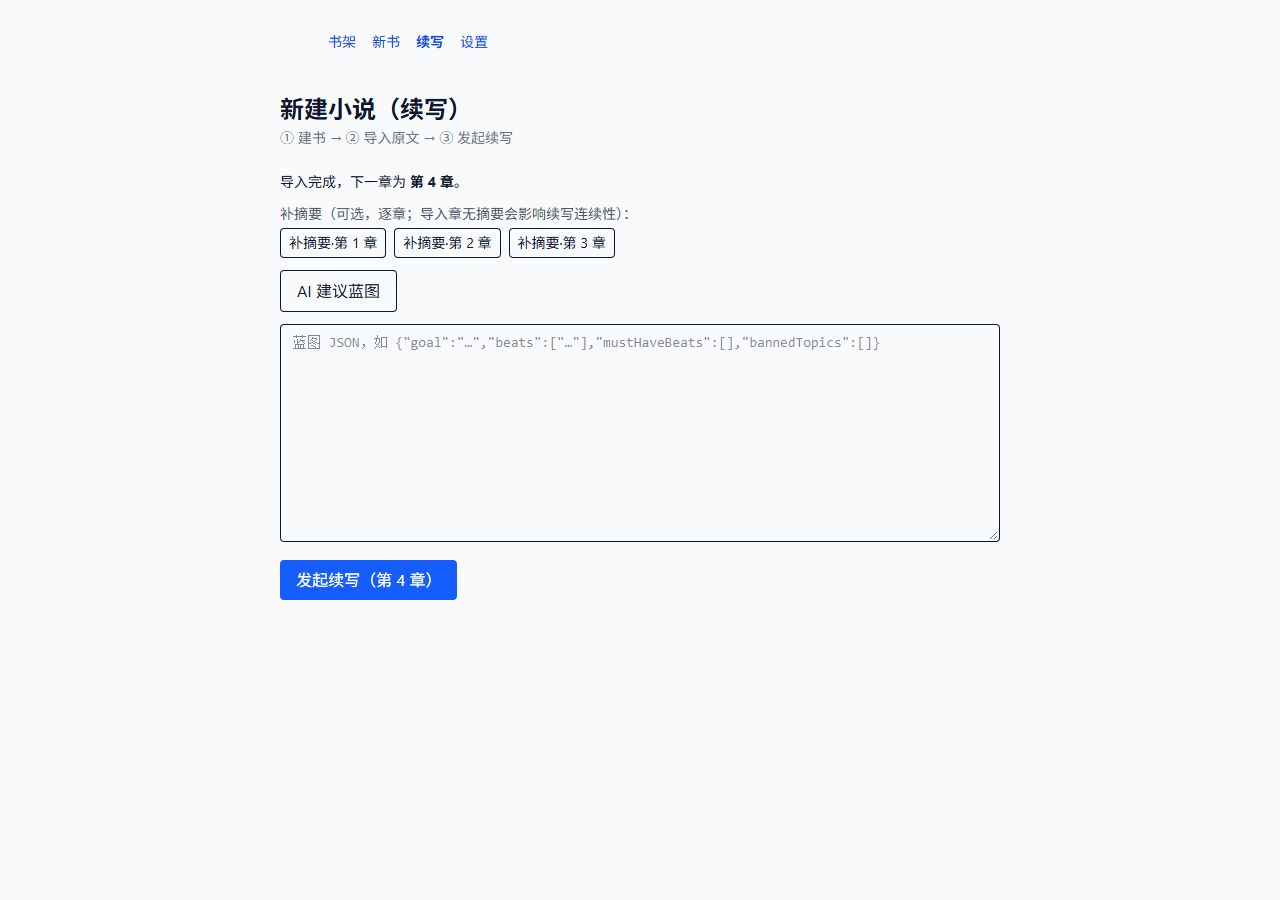 书架 新书 续写 设置
新建小说（续写）
① 建书 → ② 导入原文 → ③ 发起续写
导入完成，下一章为 第 4 章。
补摘要（可选，逐章；导入章无摘要会影响续写连续性）：
补摘要·第 1 章 补摘要·第 2 章 补摘要·第 3 章
AI 建议蓝图
蓝图 JSON，如 {"goal":"…","beats":["…"],"mustHaveBeats":[],"bannedTopics":[]}
发起续写（第 4 章）